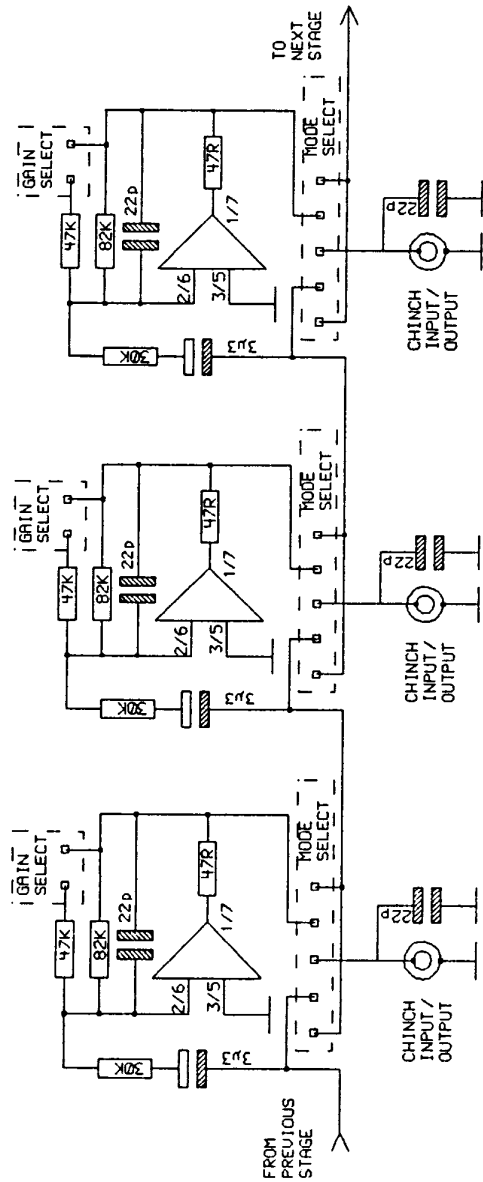 FROM
PREVIOUS
STAGE
GAIN
SELECT
47K
82K
22p
30K
3µ3
2/6
3/5
1/7
47R
MODE
SELECT
22p
CHINCH
INPUT/
OUTPUT
GAIN
SELECT
47K
82K
22p
30K
3µ3
2/6
3/5
1/7
47R
MODE
SELECT
22p
CHINCH
INPUT/
OUTPUT
GAIN
SELECT
47K
82K
22p
30K
3µ3
2/6
3/5
1/7
47R
MODE SELECT
22p
CHINCH
INPUT/
OUTPUT
TO
NEXT
STAGE